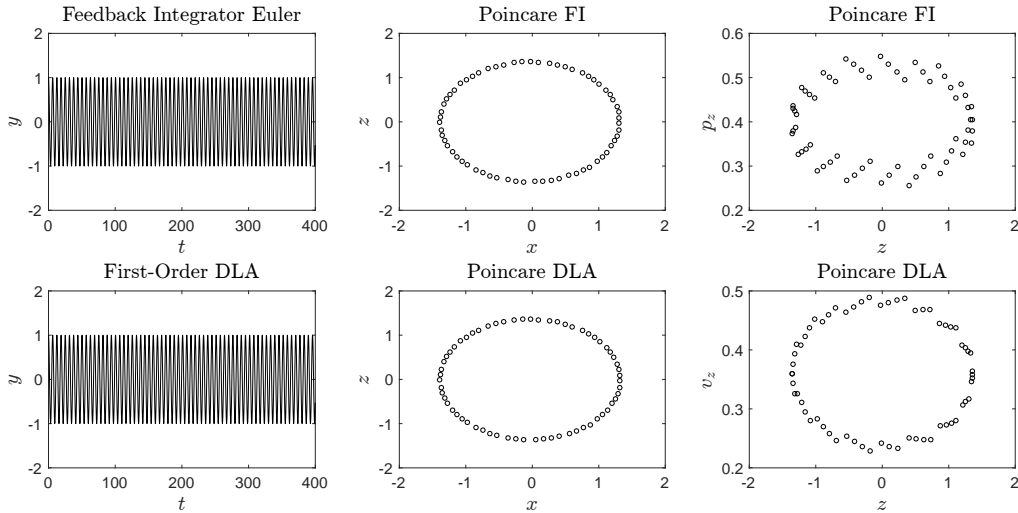 Feedback Integrator Euler
Poincare FI
Poincare FI
2
1
0
-1
-2
y
0 100 200 300 400
t
2
1
0
-1
-2
z
-2 -1 0 1 2
x
0.6
0.5
0.4
0.3
0.2
p_z
-2 -1 0 1 2
z
First-Order DLA
Poincare DLA
Poincare DLA
2
1
0
-1
-2
y
0 100 200 300 400
t
2
1
0
-1
-2
z
-2 -1 0 1 2
x
0.5
0.4
0.3
0.2
v_z
-2 -1 0 1 2
z